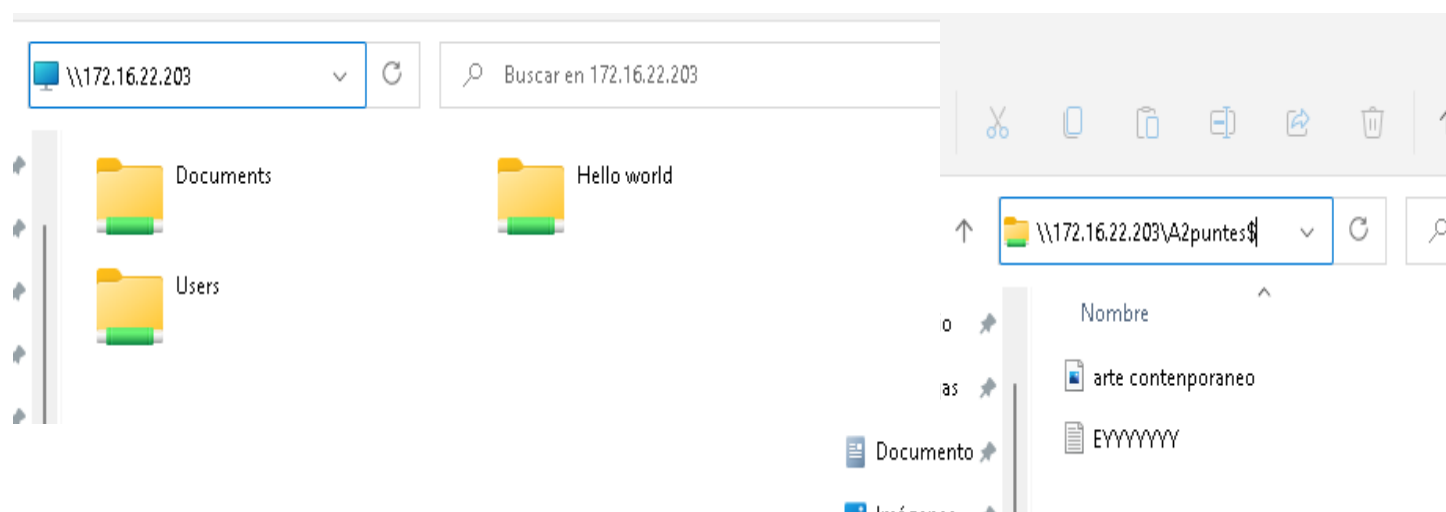 \\172.16.22.203
Buscar en 172.16.22.203
Documents
Hello world
Users
\\172.16.22.203\A2puntes$
Nombre
o
as
arte contenporaneo
EYYYYYYY
Documento